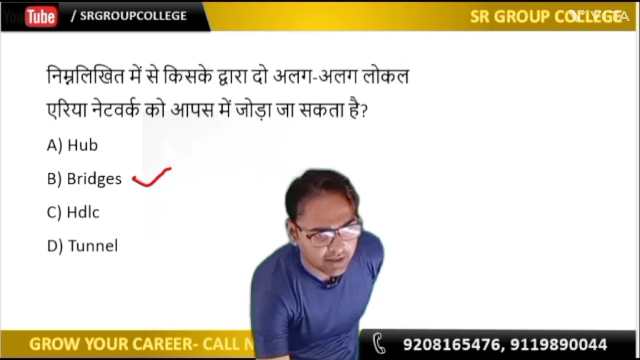 YouTube / SRGROUPCOLLEGE
SR GROUP COLLEGE
निम्नलिखित में से किसके द्वारा दो अलग-अलग लोकल
एरिया नेटवर्क को आपस में जोड़ा जा सकता है?
A) Hub
B) Bridges
C) Hdlc
D) Tunnel
GROW YOUR CAREER- CALL
9208165476, 9119890044